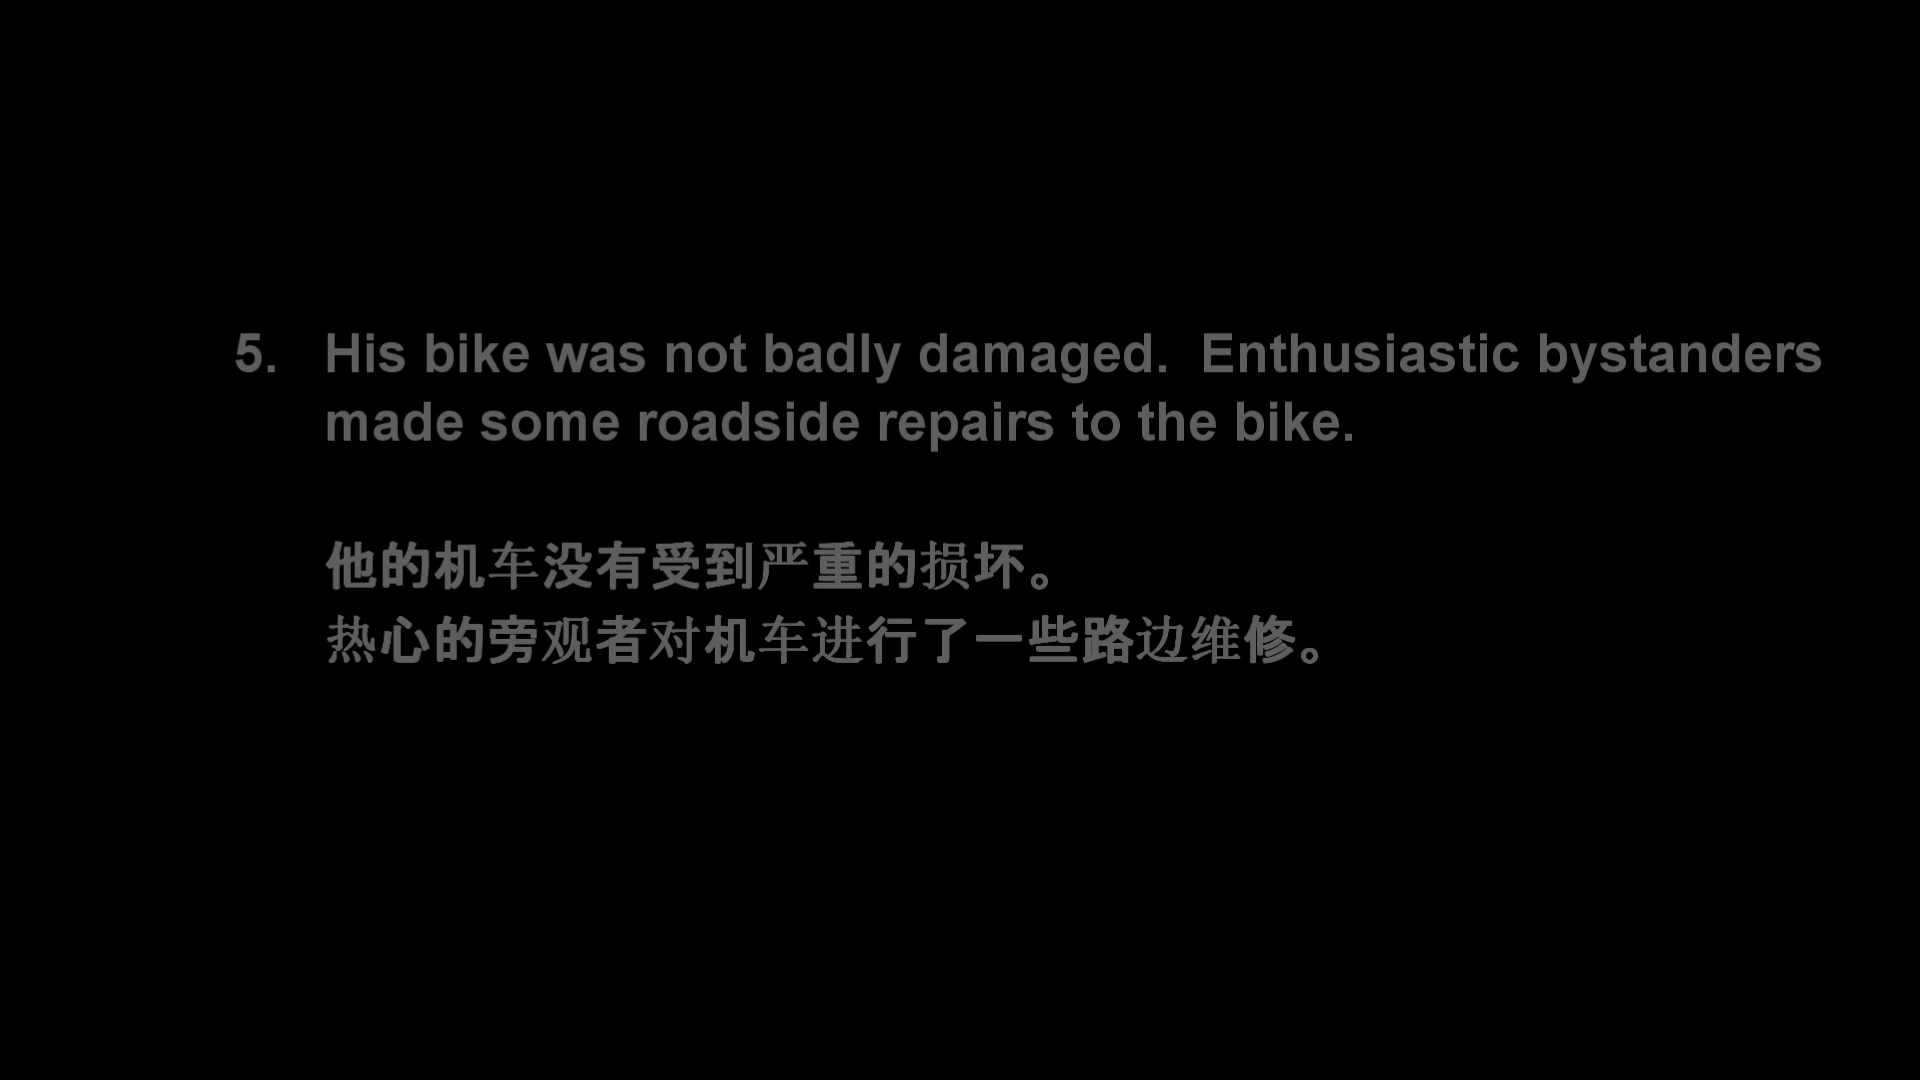 5. His bike was not badly damaged.  Enthusiastic bystanders
made some roadside repairs to the bike.
他的机车没有受到严重的损坏。
热心的旁观者对机车进行了一些路边维修。